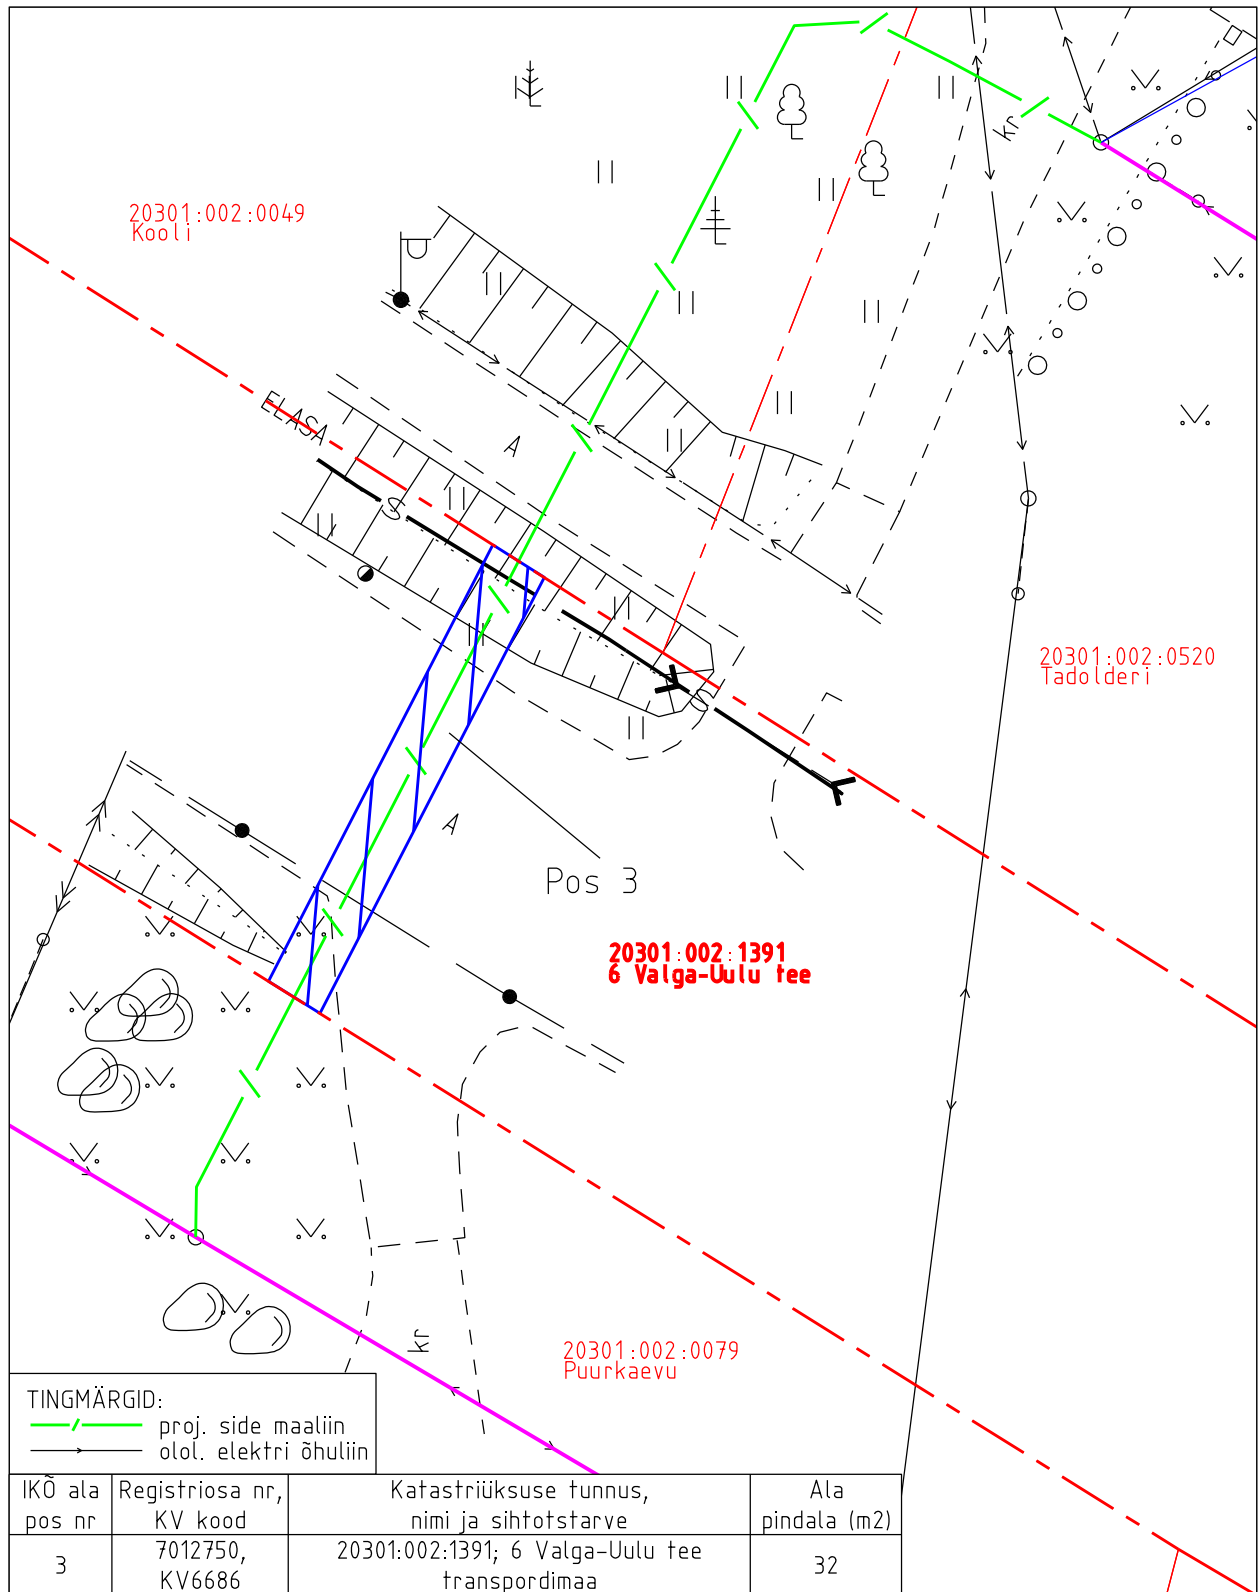 kr
20301:002:0049
Kooli
ELASA
A
S
20301:002:0520
Tadolderi
S
A
Pos 3
20301:002:1391
6 Valga-Uulu tee
kr
20301:002:0079
Puurkaevu
TINGMÄRGID:
proj. side maaliin
olol. elektri õhuliin
IKÕ ala pos nr
Registriosa nr, KV kood
Katastriüksuse tunnus, nimi ja sihtotstarve
Ala pindala (m2)
3
7012750, KV6686
20301:002:1391; 6 Valga-Uulu tee transpordimaa
32